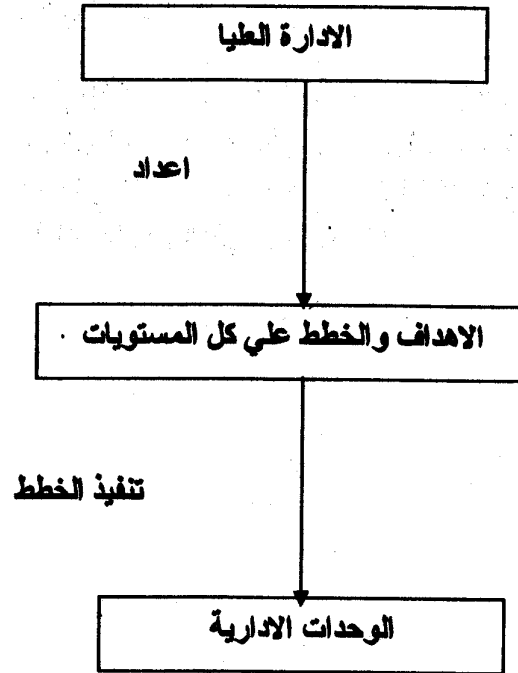 الادارة العليا
اعداد
الاهداف والخطط علي كل المستويات .
تنفيذ الخطط
الوحدات الادارية